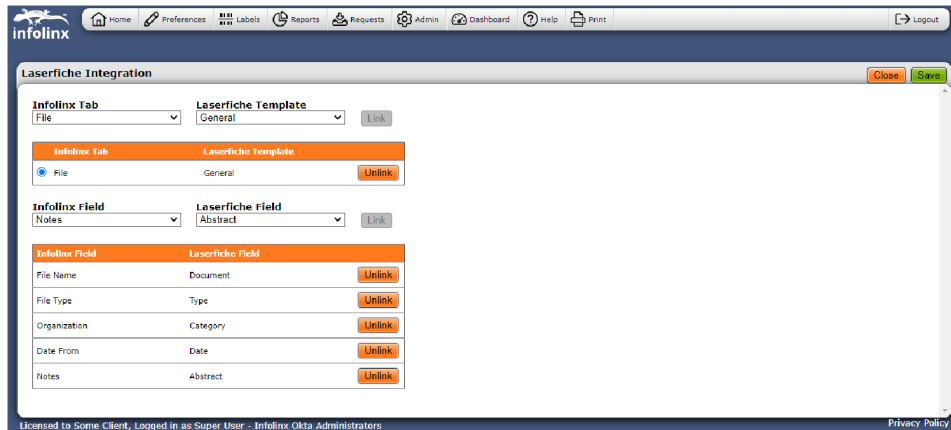 infolinx
Home Preferences Labels Reports Requests Admin Dashboard Help Print Logout
Laserfiche Integration Close Save
Infolinx Tab Laserfiche Template
File General Link
Infolinx Tab Laserfiche Template
File General Unlink
Infolinx Field Laserfiche Field
Notes Abstract Link
Infolinx Field Laserfiche Field
File Name Document Unlink
File Type Type Unlink
Organization Category Unlink
Date From Date Unlink
Notes Abstract Unlink
Licensed to Some Client, Logged in as Super User - Infolinx Okta Administrators Privacy Policy